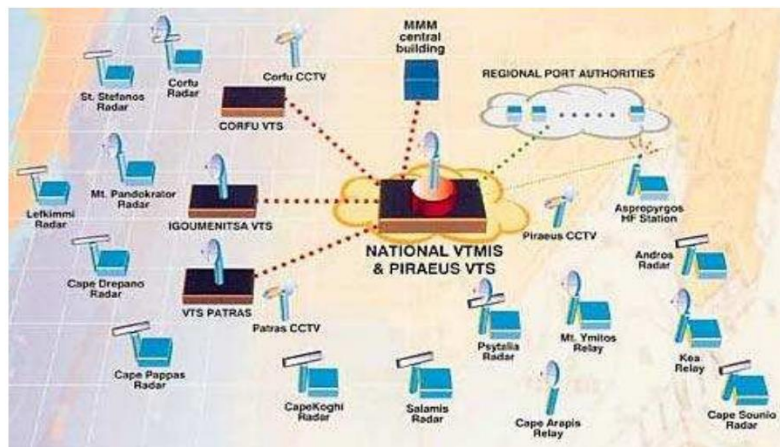 MMM
central
building
REGIONAL PORT AUTHORITIES
Corfu CCTV
Corfu
Radar
St. Stefanos
Radar
CORFU VTS
Mt. Pandokrator
Radar
Lefkimmi
Radar
IGOUMENITSA VTS
Aspropyrgos
HF Station
Piraeus CCTV
NATIONAL VTMIS
& PIRAEUS VTS
Andros
Radar
Cape Drepano
Radar
VTS PATRAS
Patras CCTV
Psytalia
Radar
Mt. Ymitos
Relay
Kea
Relay
Cape Pappas
Radar
CapeKoghi
Radar
Salamis
Radar
Cape Arapis
Relay
Cape Sounio
Radar